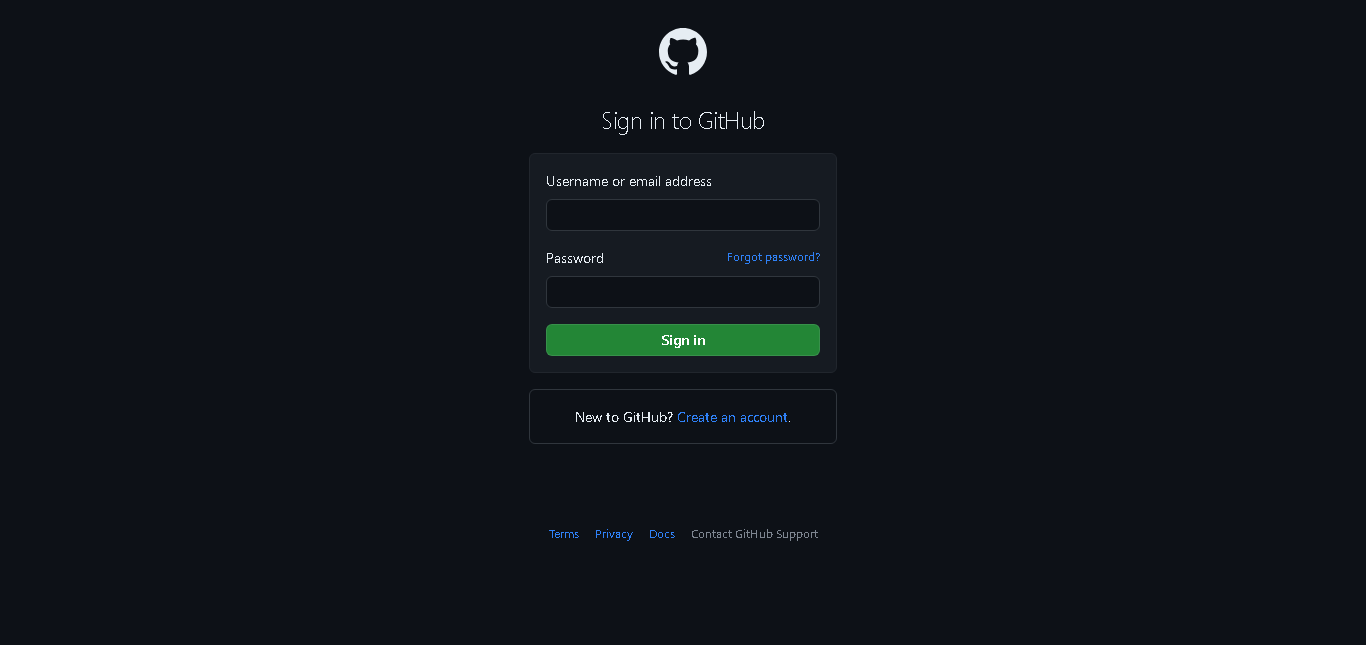 Sign in to GitHub
Username or email address
Password Forgot password?
Sign in
New to GitHub? Create an account.
Terms Privacy Docs Contact GitHub Support